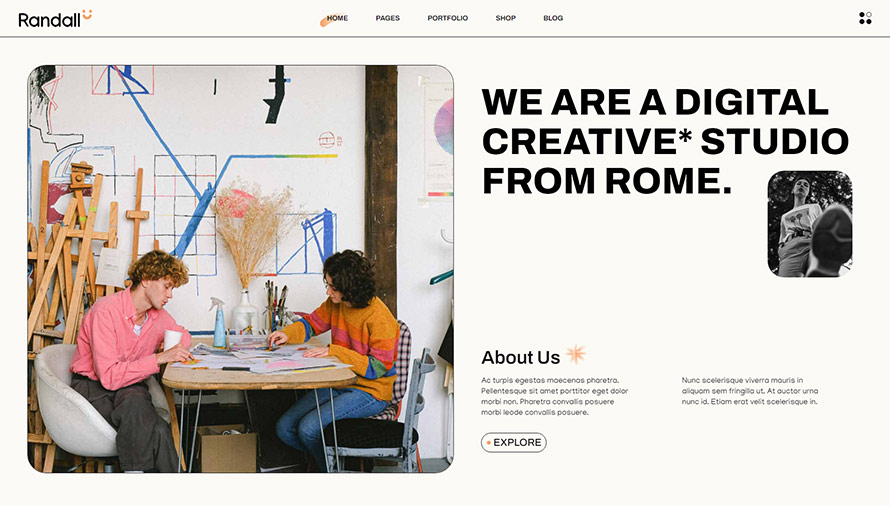 Randall
HOME PAGES PORTFOLIO SHOP BLOG
WE ARE A DIGITAL
CREATIVE* STUDIO
FROM ROME.
About Us
Ac turpis egestas maecenas pharetra.
Pellentesque sit amet porttitor eget dolor
morbi non. Pharetra convallis posuere
morbi leode convallis posuere.
Nunc scelerisque viverra mauris in
aliquam sem fringilla ut. At auctor urna
nunc id. Etiam erat velit scelerisque in.
EXPLORE